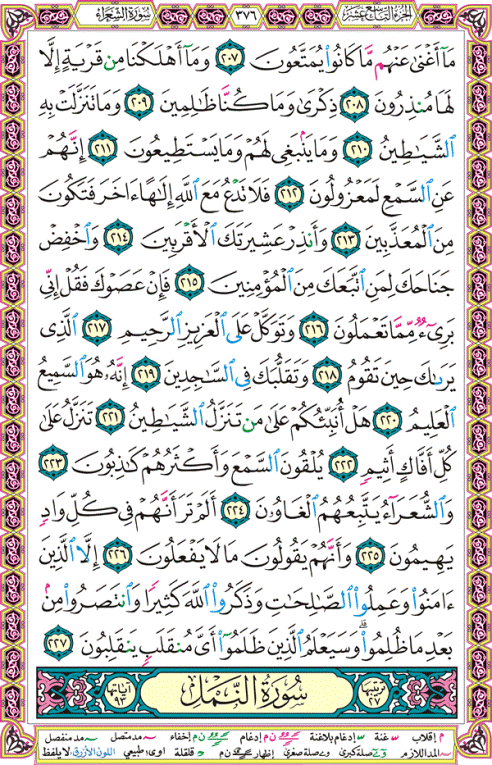 الجزء التاسع عشر ٣٧٦ سورة الشعراء
مَآ أَغْنَىٰ عَنْهُم مَّا كَانُوا۟ يُمَتَّعُونَ ٢٠٧ وَمَآ أَهْلَكْنَا مِن قَرْيَةٍ إِلَّا
لَهَا مُنذِرُونَ ٢٠٨ ذِكْرَىٰ وَمَا كُنَّا ظَٰلِمِينَ ٢٠٩ وَمَا تَنَزَّلَتْ بِهِ
ٱلشَّيَٰطِينُ ٢١٠ وَمَا يَنۢبَغِى لَهُمْ وَمَا يَسْتَطِيعُونَ ٢١١ إِنَّهُمْ
عَنِ ٱلسَّمْعِ لَمَعْزُولُونَ ٢١٢ فَلَا تَدْعُ مَعَ ٱللَّهِ إِلَٰهًا ءَاخَرَ فَتَكُونَ
مِنَ ٱلْمُعَذَّبِينَ ٢١٣ وَأَنذِرْ عَشِيرَتَكَ ٱلْأَقْرَبِينَ ٢١٤ وَٱخْفِضْ
جَنَاحَكَ لِمَنِ ٱتَّبَعَكَ مِنَ ٱلْمُؤْمِنِينَ ٢١٥ فَإِنْ عَصَوْكَ فَقُلْ إِنِّى
بَرِىٓءٌ مِّمَّا تَعْمَلُونَ ٢١٦ وَتَوَكَّلْ عَلَى ٱلْعَزِيزِ ٱلرَّحِيمِ ٢١٧ ٱلَّذِى
يَرَىٰكَ حِينَ تَقُومُ ٢١٨ وَتَقَلُّبَكَ فِى ٱلسَّٰجِدِينَ ٢١٩ إِنَّهُۥ هُوَ ٱلسَّمِيعُ
ٱلْعَلِيمُ ٢٢٠ هَلْ أُنَبِّئُكُمْ عَلَىٰ مَن تَنَزَّلُ ٱلشَّيَٰطِينُ ٢٢١ تَنَزَّلُ عَلَىٰ
كُلِّ أَفَّاكٍ أَثِيمٍ ٢٢٢ يُلْقُونَ ٱلسَّمْعَ وَأَكْثَرُهُمْ كَٰذِبُونَ ٢٢٣
وَٱلشُّعَرَآءُ يَتَّبِعُهُمُ ٱلْغَاوُۥنَ ٢٢٤ أَلَمْ تَرَ أَنَّهُمْ فِى كُلِّ وَادٍ
يَهِيمُونَ ٢٢٥ وَأَنَّهُمْ يَقُولُونَ مَا لَا يَفْعَلُونَ ٢٢٦ إِلَّا ٱلَّذِينَ
ءَامَنُوا۟ وَعَمِلُوا۟ ٱلصَّٰلِحَٰتِ وَذَكَرُوا۟ ٱللَّهَ كَثِيرًا وَٱنتَصَرُوا۟ مِنۢ
بَعْدِ مَا ظُلِمُوا۟ ۗ وَسَيَعْلَمُ ٱلَّذِينَ ظَلَمُوٓا۟ أَىَّ مُنقَلَبٍ يَنقَلِبُونَ ٢٢٧
ترتيبها ٢٧ سُورَةُ النَّمْلِ آياتها ٩٣
م إقلاب س غنة س إدغام بلاغنة ن م إدغام ن م إخفاء س مد متصل س مد منفصل
س المد اللازم صلة كبرى وصلة صغرى إظهار ن م د قلقلة اوى طبيعي اللون الأزرق لا يلفظ